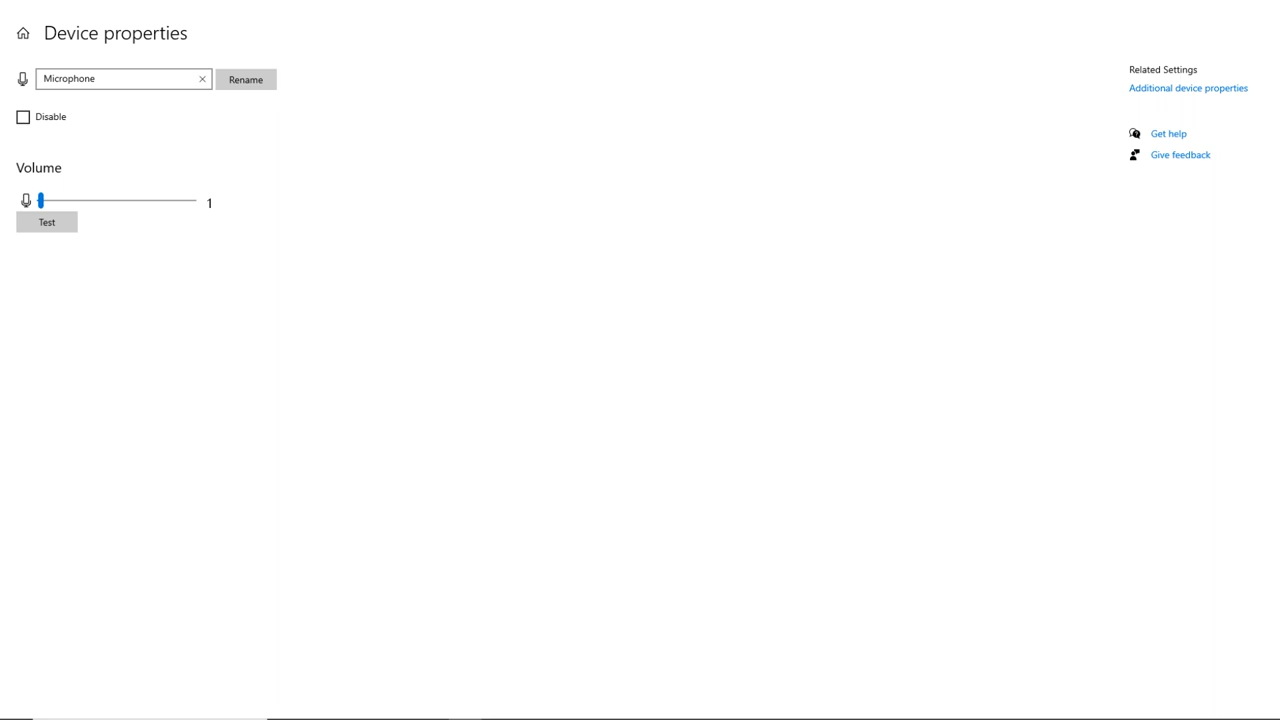 Device properties
Microphone
Rename
Disable
Volume
1
Test
Related Settings
Additional device properties
Get help
Give feedback